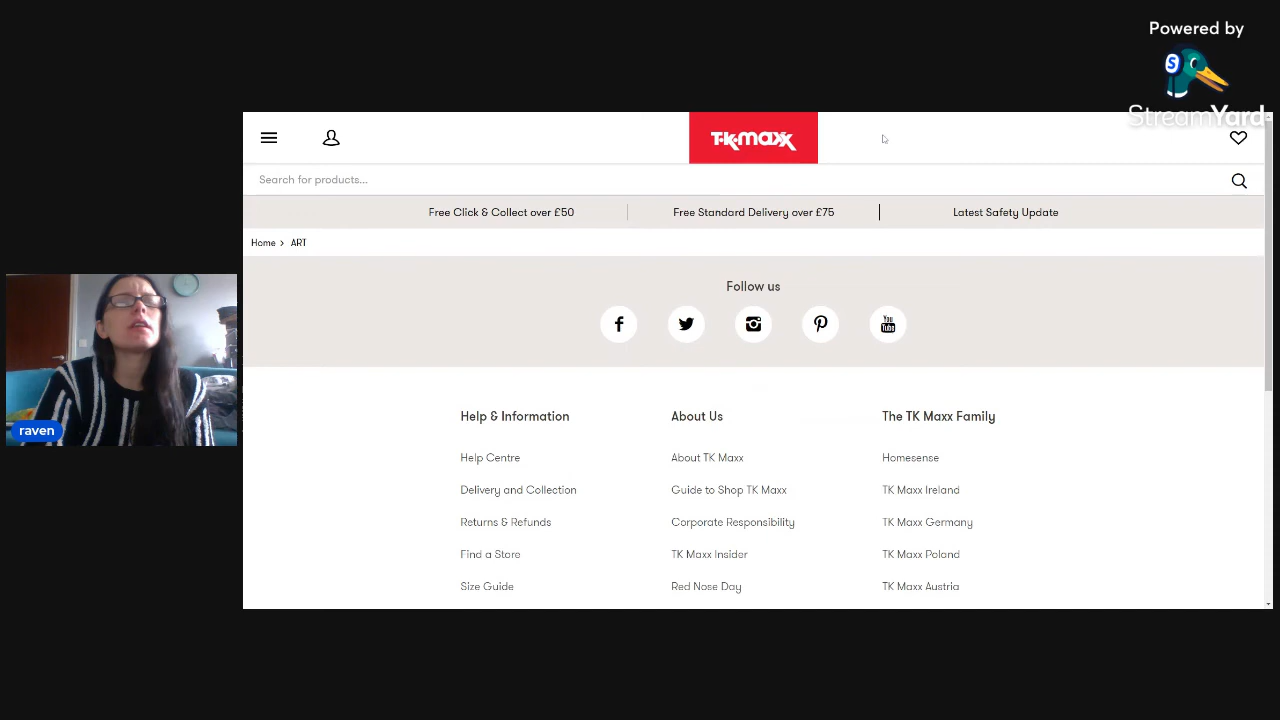 Powered by
StreamYard
TK maxx
Search for products...
Free Click & Collect over £50
Free Standard Delivery over £75
Latest Safety Update
Home > ART
Follow us
You
Tube
Help & Information
Help Centre
Delivery and Collection
Returns & Refunds
Find a Store
Size Guide
About Us
About TK Maxx
Guide to Shop TK Maxx
Corporate Responsibility
TK Maxx Insider
Red Nose Day
The TK Maxx Family
Homesense
TK Maxx Ireland
TK Maxx Germany
TK Maxx Poland
TK Maxx Austria
raven